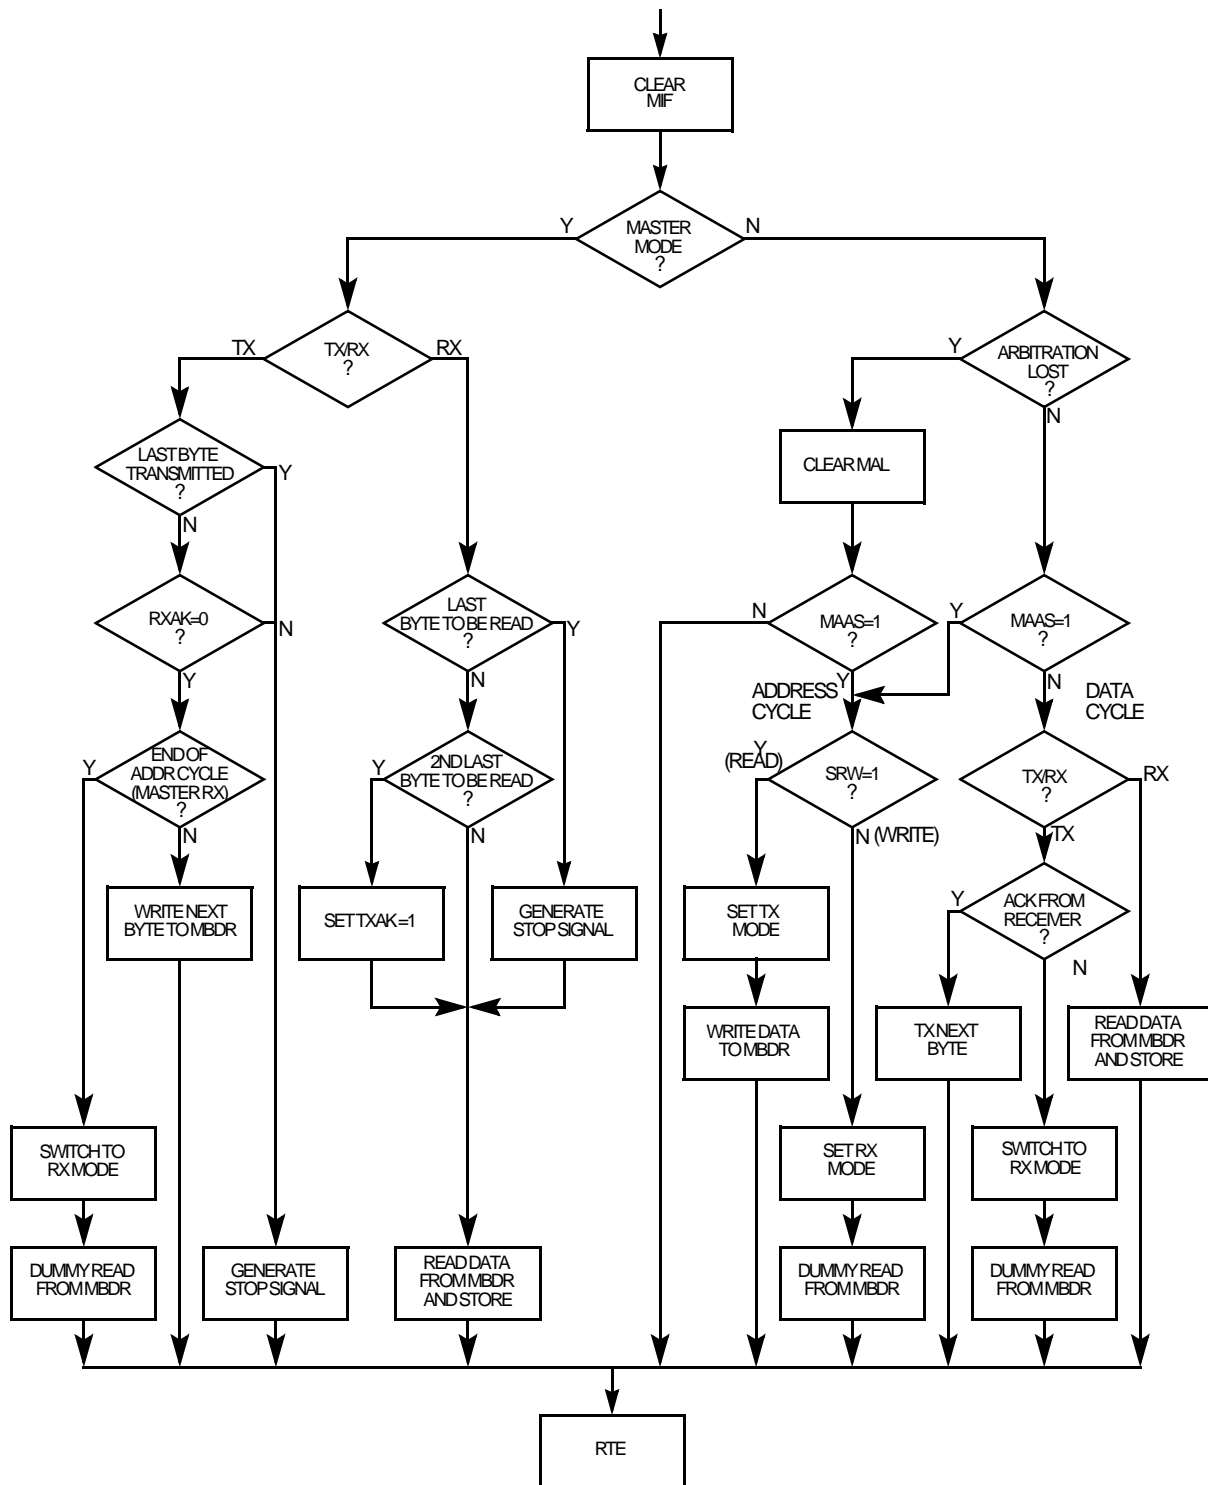 CLEAR
MIF
Y
MASTER
MODE
?
N
TX
TX/RX
?
RX
Y
ARBITRATION
LOST
?
N
LAST BYTE
TRANSMITTED
?
Y
N
CLEAR MAL
RXAK=0
?
N
Y
LAST
BYTE TO BE READ
?
Y
N
N
MAAS=1
?
Y
Y
MAAS=1
?
N
ADDRESS
CYCLE
DATA
CYCLE
Y
END OF
ADDR CYCLE
(MASTER RX)
?
N
Y
2ND LAST
BYTE TO BE READ
?
N
Y
(READ)
SRW=1
?
N (WRITE)
TX/RX
?
RX
TX
WRITE NEXT
BYTE TO MBDR
SET TXAK =1
GENERATE
STOP SIGNAL
SET TX
MODE
Y
ACK FROM
RECEIVER
?
N
WRITE DATA
TO MBDR
TX NEXT
BYTE
READ DATA
FROM MBDR
AND STORE
SWITCH TO
RX MODE
SET RX
MODE
SWITCH TO
RX MODE
DUMMY READ
FROM MBDR
GENERATE
STOP SIGNAL
READ DATA
FROM MBDR
AND STORE
DUMMY READ
FROM MBDR
DUMMY READ
FROM MBDR
RTE